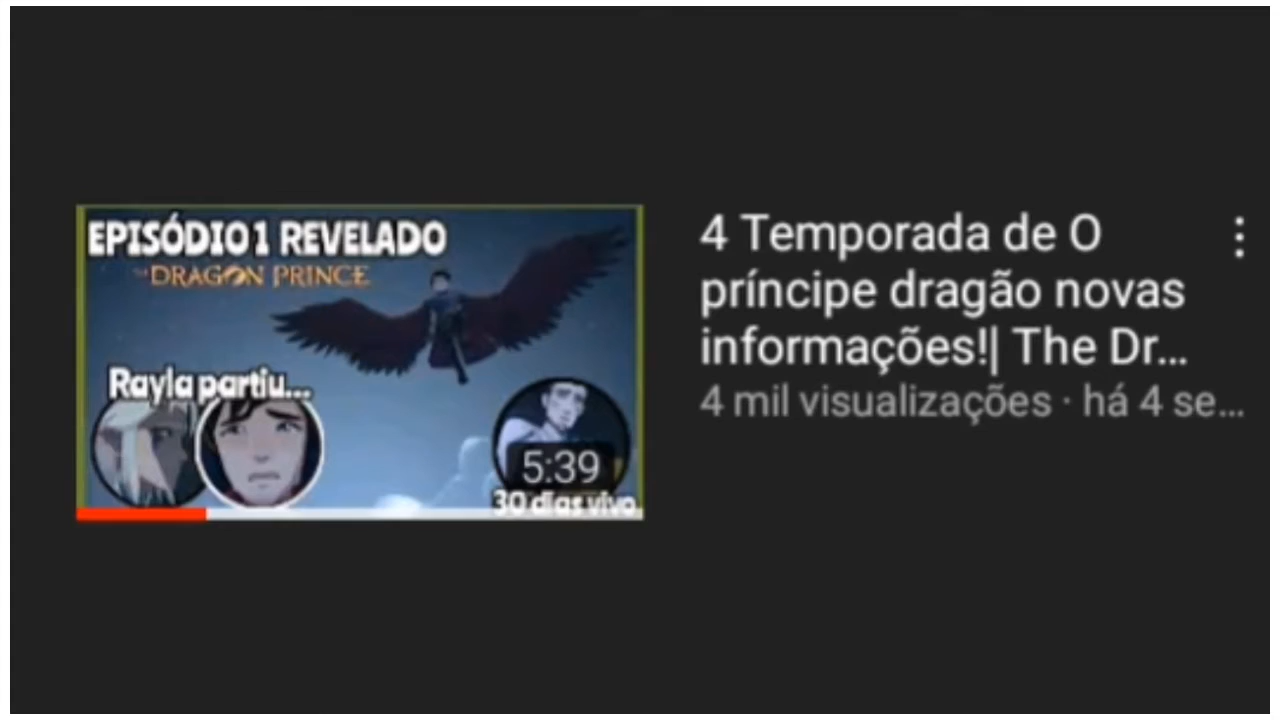 EPISÓDIO 1 REVELADO
THE DRAGON PRINCE
Rayla partiu...
5:39
30 dias vivo
4 Temporada de O
príncipe dragão novas
informações!| The Dr...
4 mil visualizações · há 4 se...